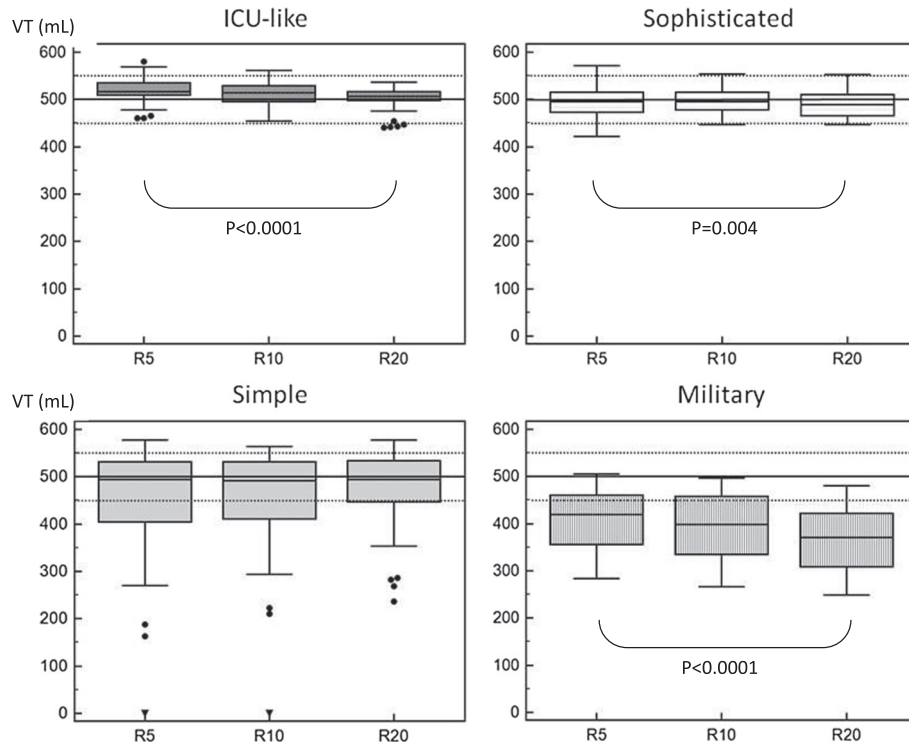 ICU-like
Sophisticated
VT (mL)
600
500
400
300
200
100
0
P<0.0001
R5
R10
R20
600
500
400
300
200
100
0
P=0.004
R5
R10
R20
Simple
Military
VT (mL)
600
500
400
300
200
100
0
R5
R10
R20
600
500
400
300
200
100
0
P<0.0001
R5
R10
R20